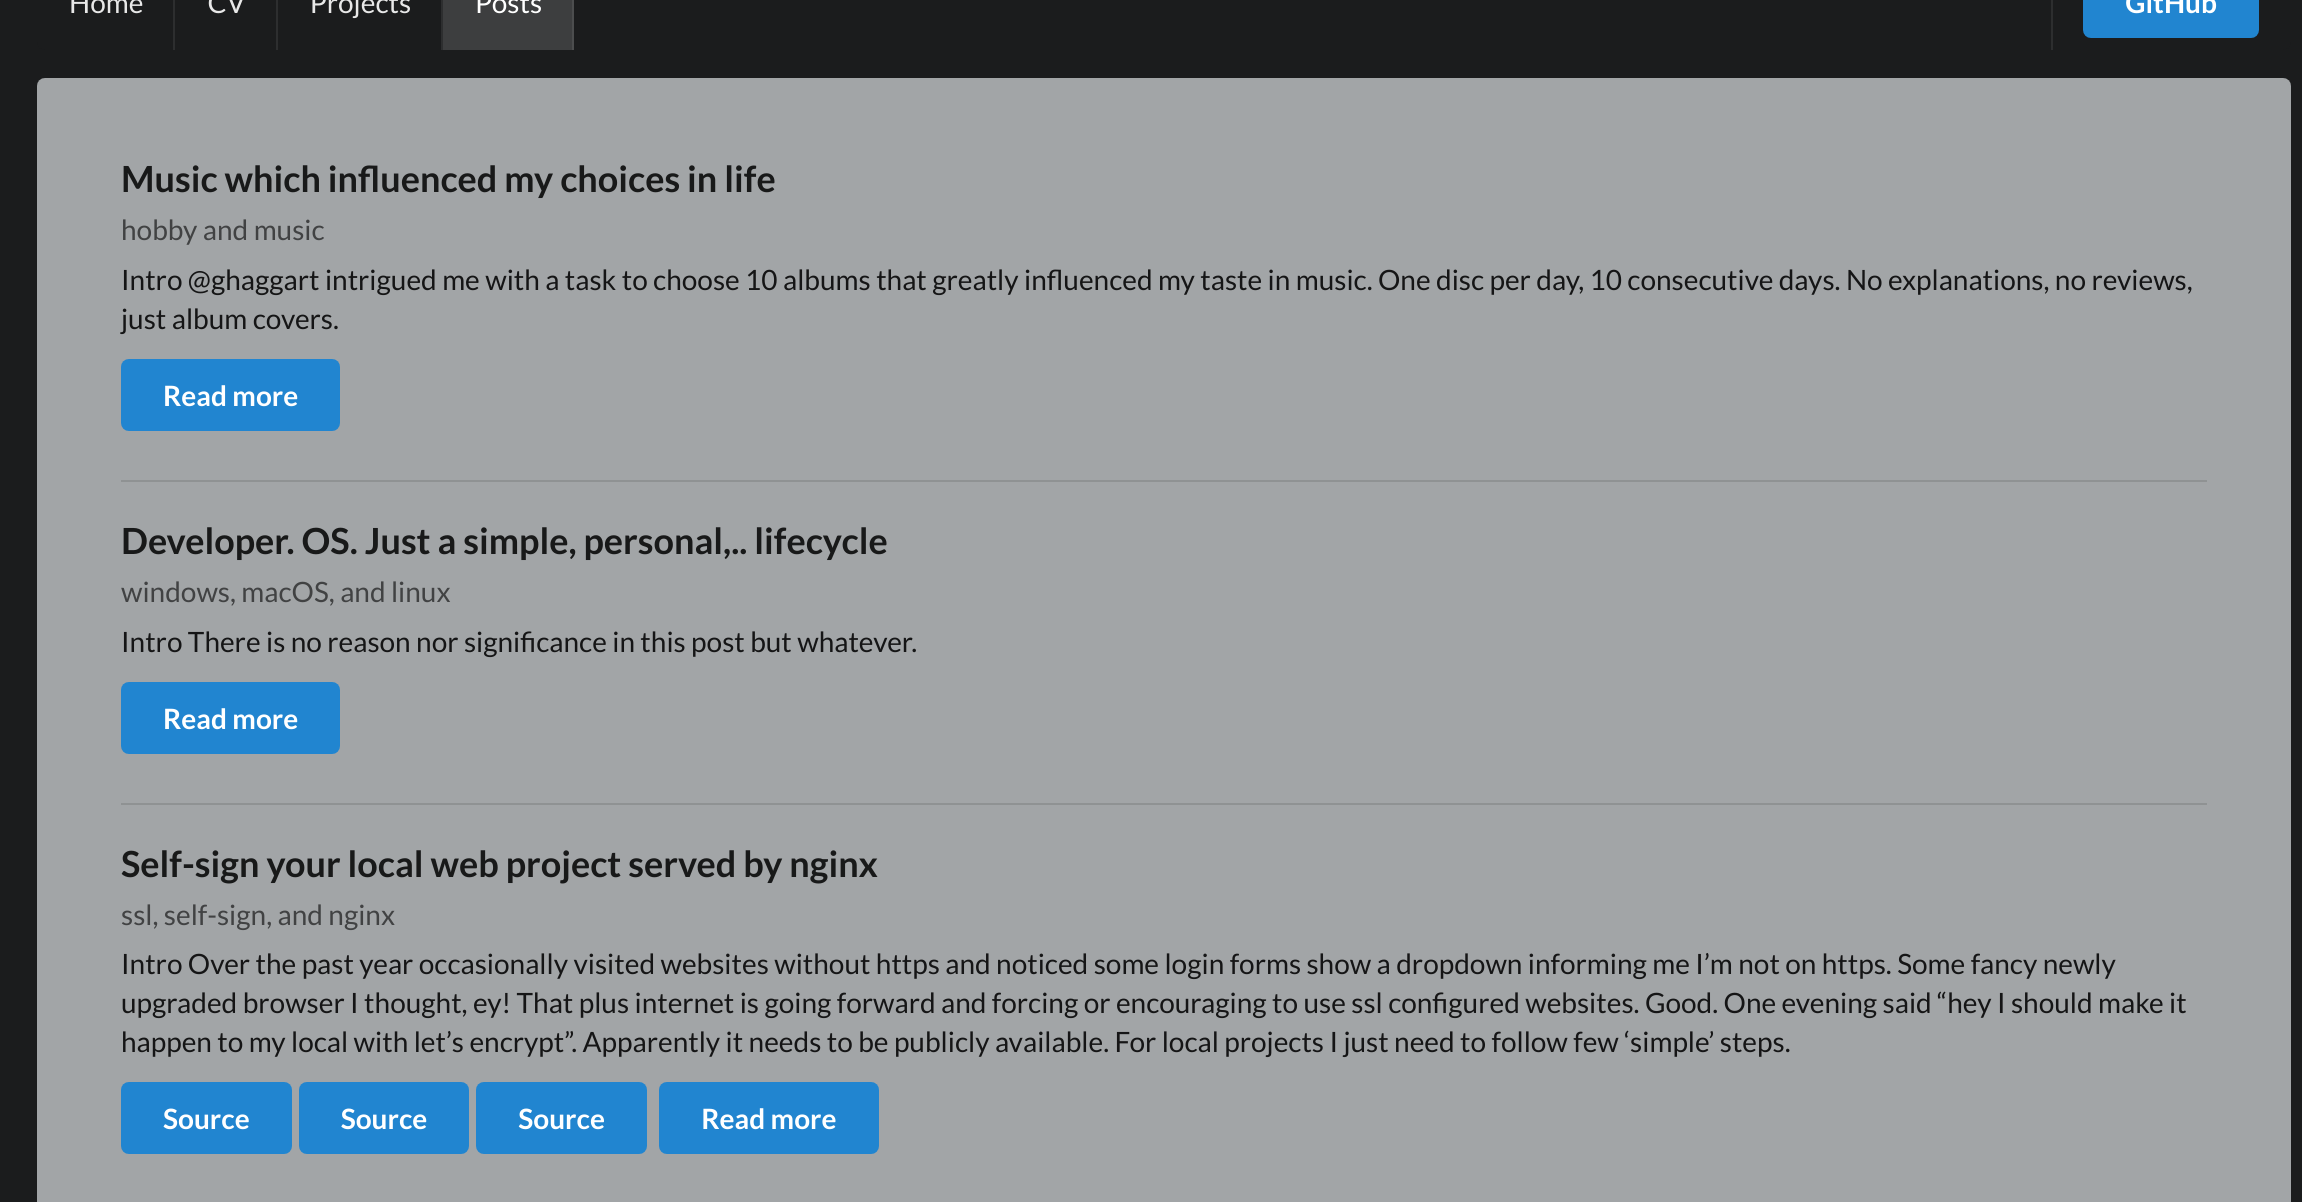 Home CV Projects Posts GitHub
Music which influenced my choices in life
hobby and music
Intro @ghaggart intrigued me with a task to choose 10 albums that greatly influenced my taste in music. One disc per day, 10 consecutive days. No explanations, no reviews,
just album covers.
Read more
Developer. OS. Just a simple, personal,.. lifecycle
windows, macOS, and linux
Intro There is no reason nor significance in this post but whatever.
Read more
Self-sign your local web project served by nginx
ssl, self-sign, and nginx
Intro Over the past year occasionally visited websites without https and noticed some login forms show a dropdown informing me I’m not on https. Some fancy newly
upgraded browser I thought, ey! That plus internet is going forward and forcing or encouraging to use ssl configured websites. Good. One evening said “hey I should make it
happen to my local with let’s encrypt”. Apparently it needs to be publicly available. For local projects I just need to follow few ‘simple’ steps.
Source Source Source Read more